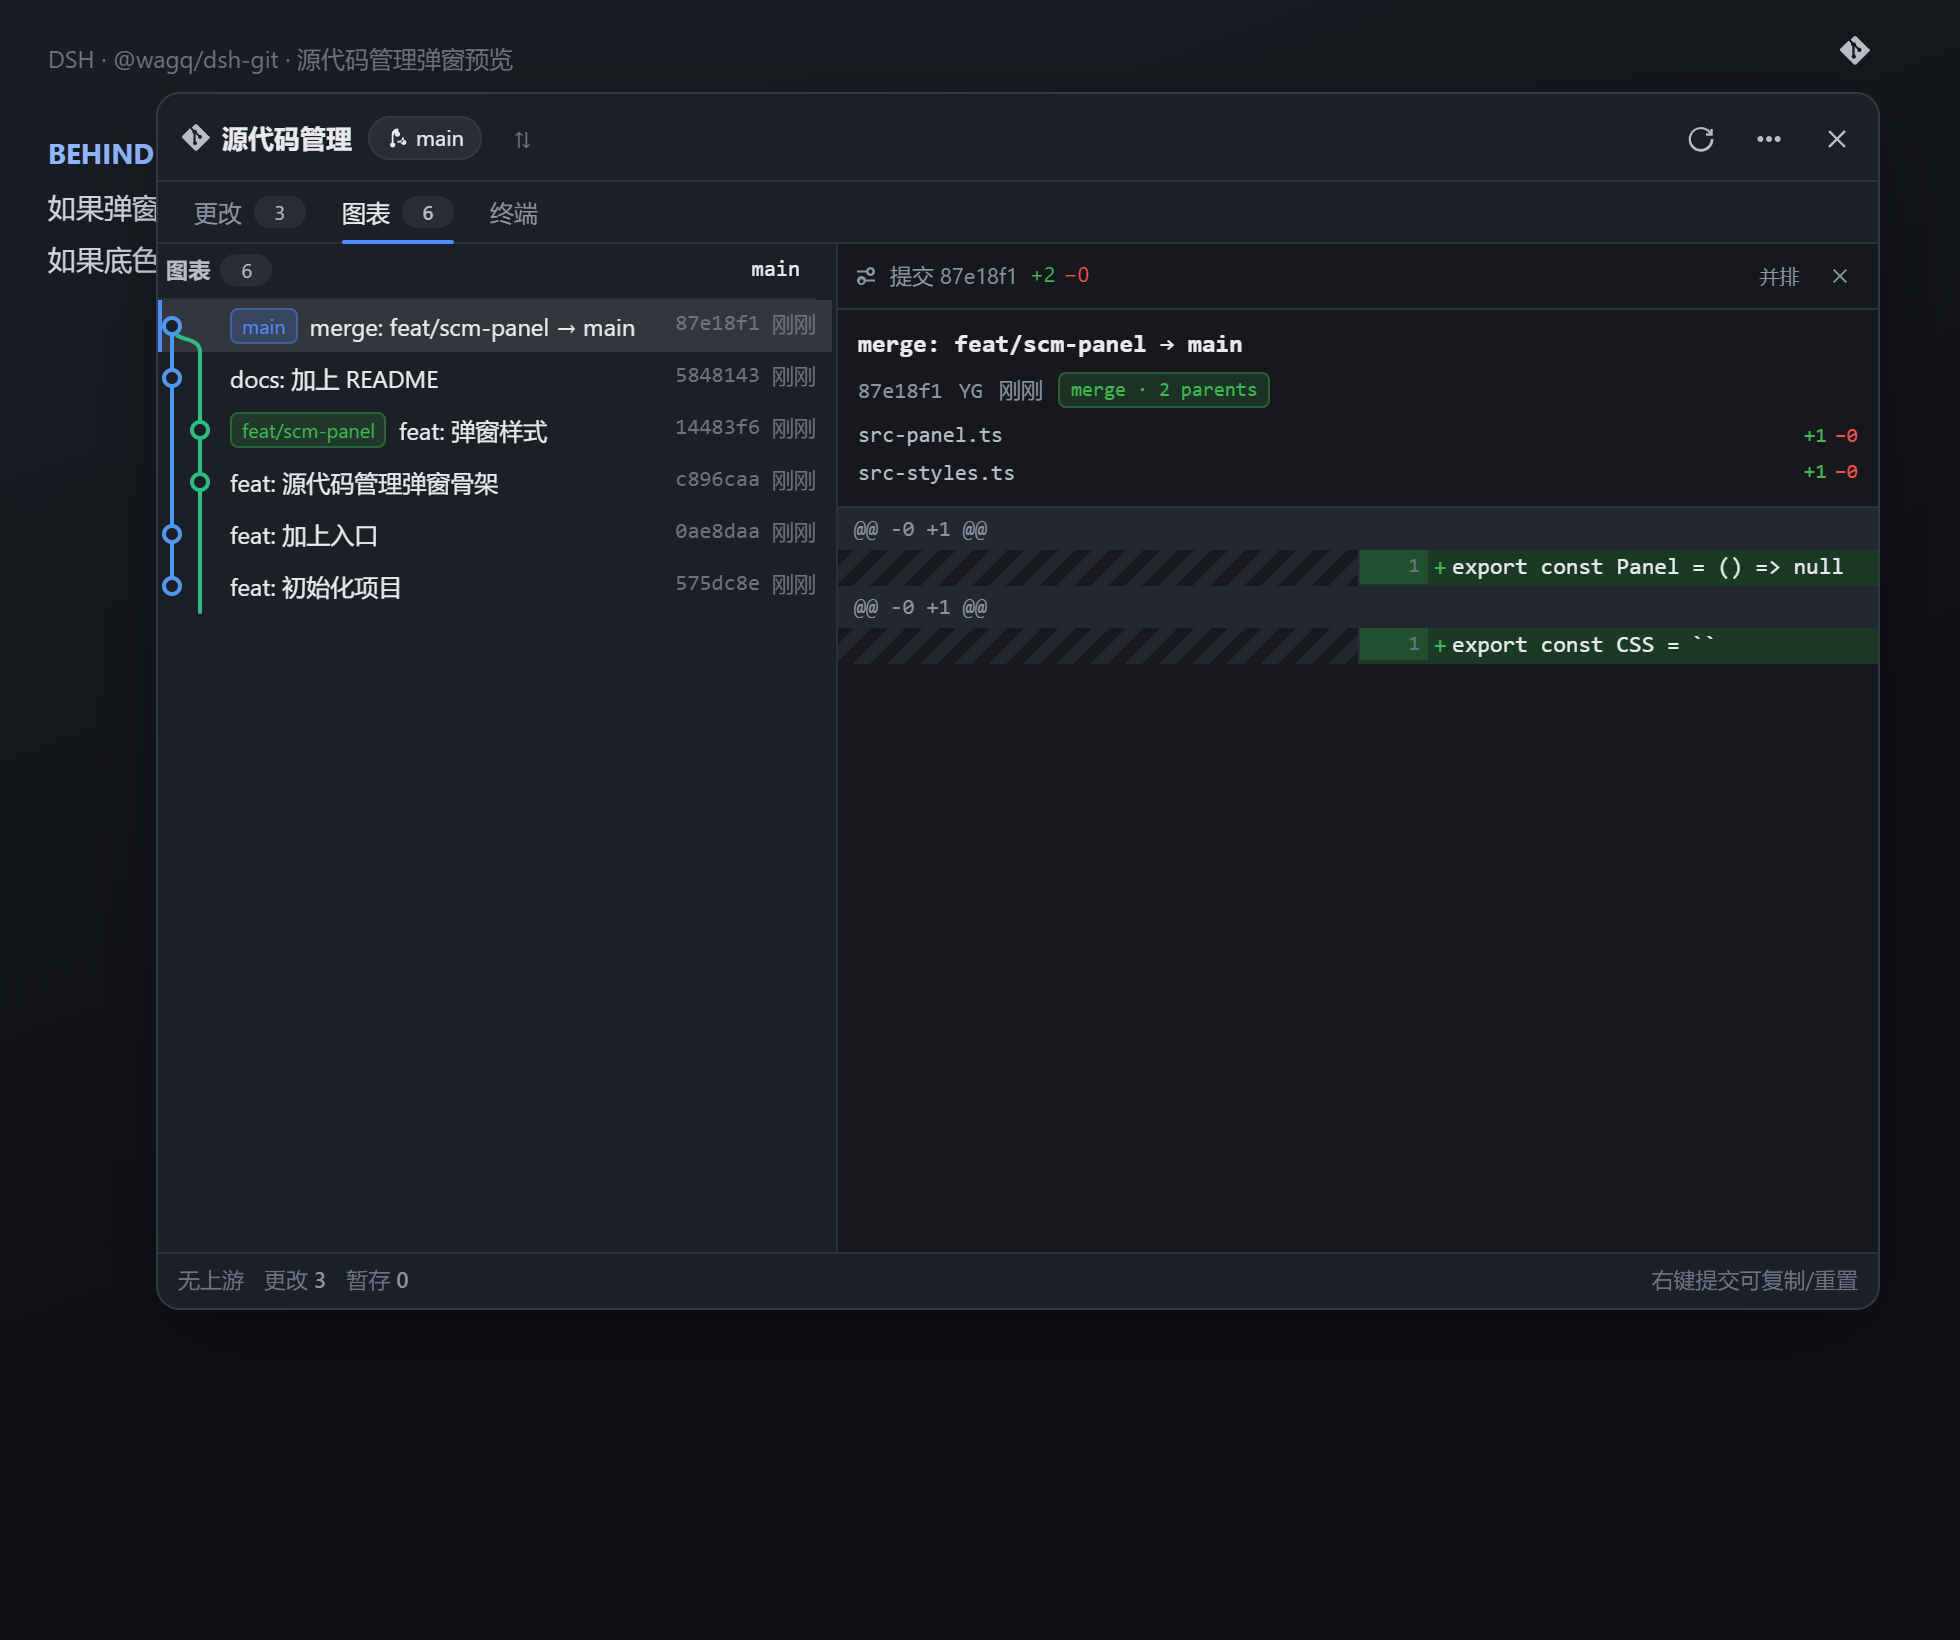 DSH · @wagq/dsh-git · 源代码管理弹窗预览
BEHIND
如果弹窗
如果底色
源代码管理 main
更改 3 图表 6 终端
图表 6 main
main merge: feat/scm-panel → main 87e18f1 刚刚
docs: 加上 README 5848143 刚刚
feat/scm-panel feat: 弹窗样式 14483f6 刚刚
feat: 源代码管理弹窗骨架 c896caa 刚刚
feat: 加上入口 0ae8daa 刚刚
feat: 初始化项目 575dc8e 刚刚
提交 87e18f1 +2 −0 并排
merge: feat/scm-panel → main
87e18f1 YG 刚刚 merge · 2 parents
src-panel.ts +1 −0
src-styles.ts +1 −0
@@ -0 +1 @@
1 +export const Panel = () => null
@@ -0 +1 @@
1 +export const CSS = ``
无上游 更改 3 暂存 0 右键提交可复制/重置